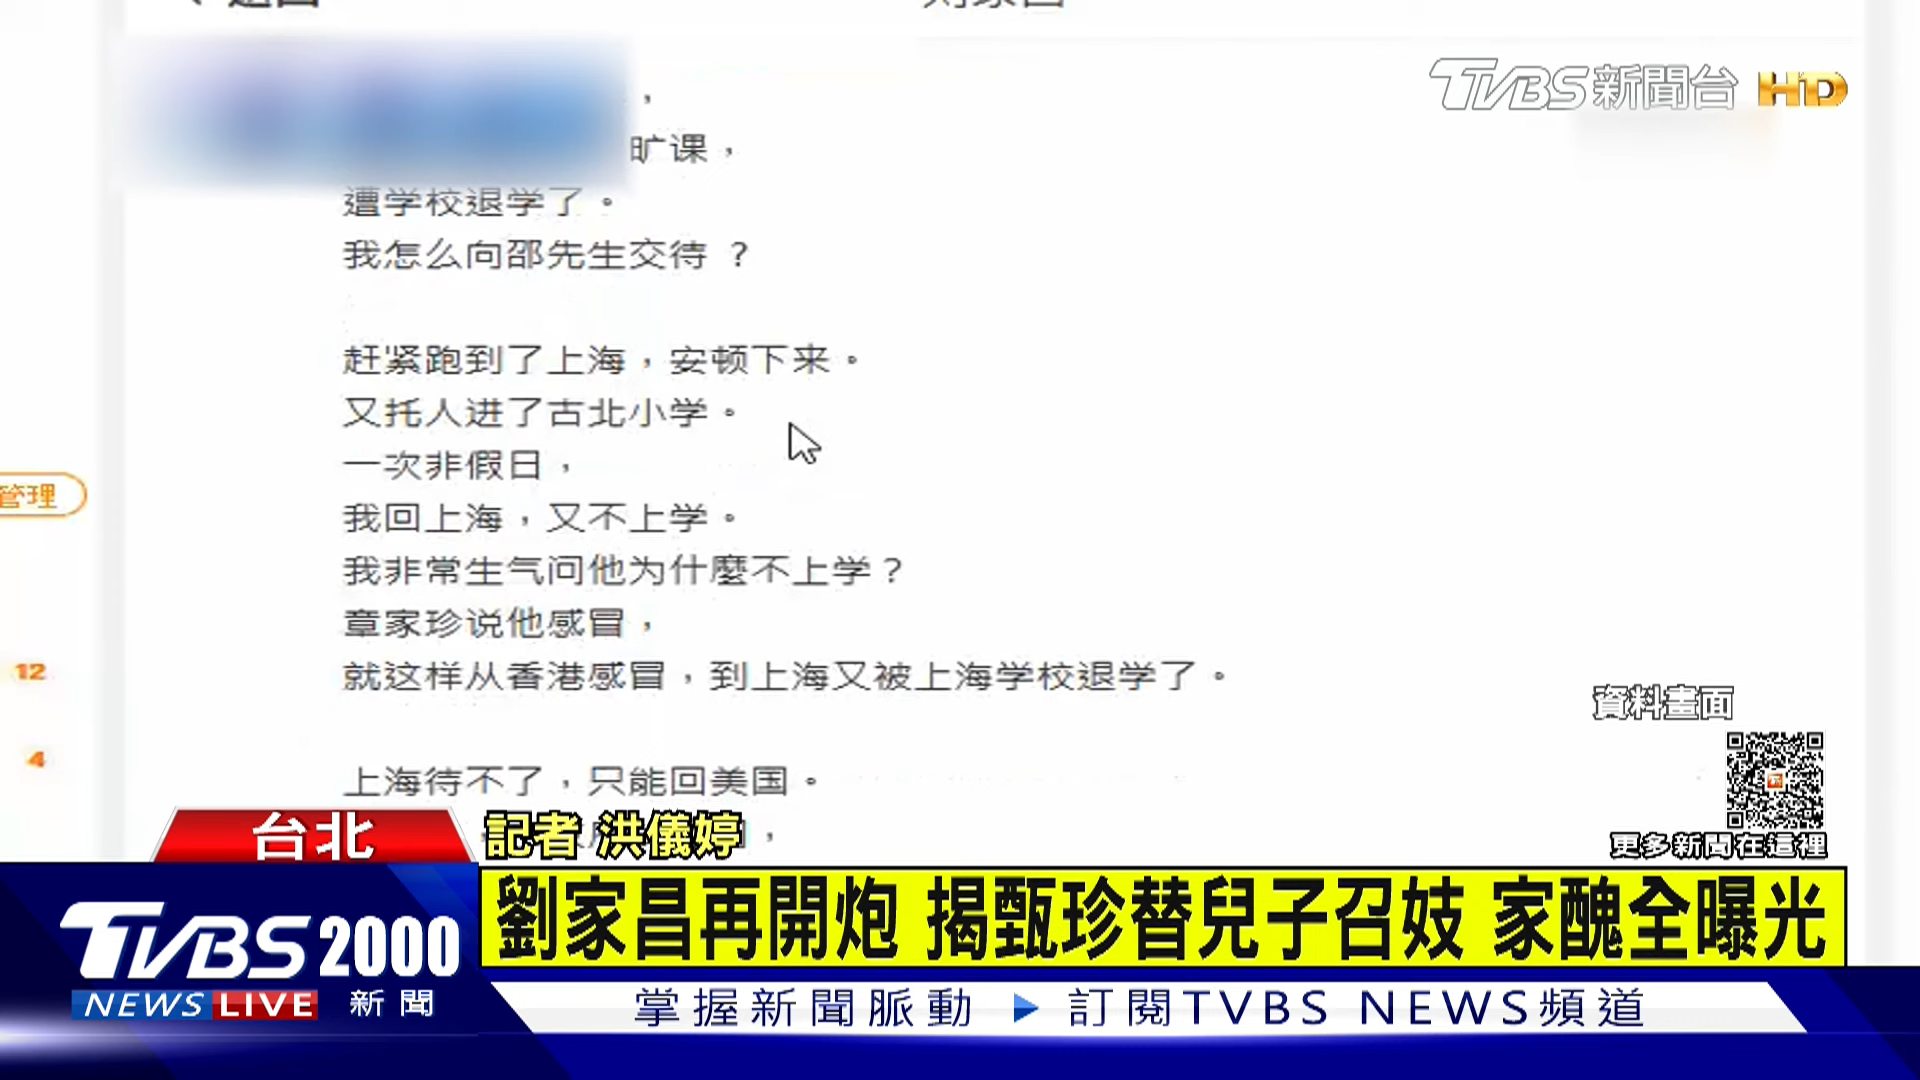 TVBS新聞台 HD
，
旷课，
遭学校退学了。
我怎么向邵先生交待 ？
赶紧跑到了上海，安顿下来。
又托人进了古北小学。
一次非假日，
管理
我回上海，又不上学。
我非常生气问他为什麼不上学？
章家珍说他感冒，
就这样从香港感冒，到上海又被上海学校退学了。
12
資料畫面
4
上海待不了，只能回美国。
更多新聞在這裡
台北
記者 洪儀婷
劉家昌再開炮 揭甄珍替兒子召妓 家醜全曝光
TVBS 2000
NEWS LIVE 新聞
掌握新聞脈動 ▶ 訂閱TVBS NEWS頻道